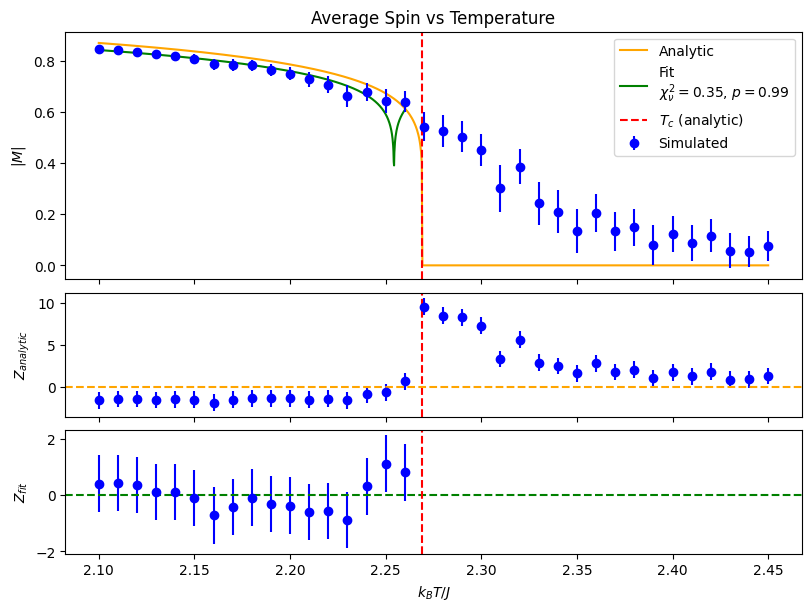 Average Spin vs Temperature
|M|
0.8
0.6
0.4
0.2
0.0
Analytic
Fit
χ²ᵥ = 0.35, p = 0.99
T_c (analytic)
Simulated
Z_analytic
10
5
0
Z_fit
2
0
−2
2.10 2.15 2.20 2.25 2.30 2.35 2.40 2.45
k_BT/J